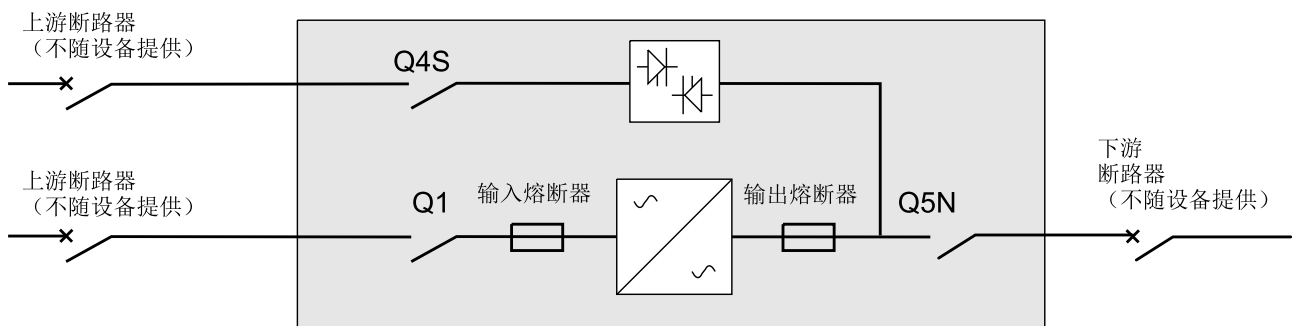 上游断路器
（不随设备提供）
Q4S
上游断路器
（不随设备提供）
Q1
输入熔断器
输出熔断器
Q5N
下游
断路器
（不随设备提供）